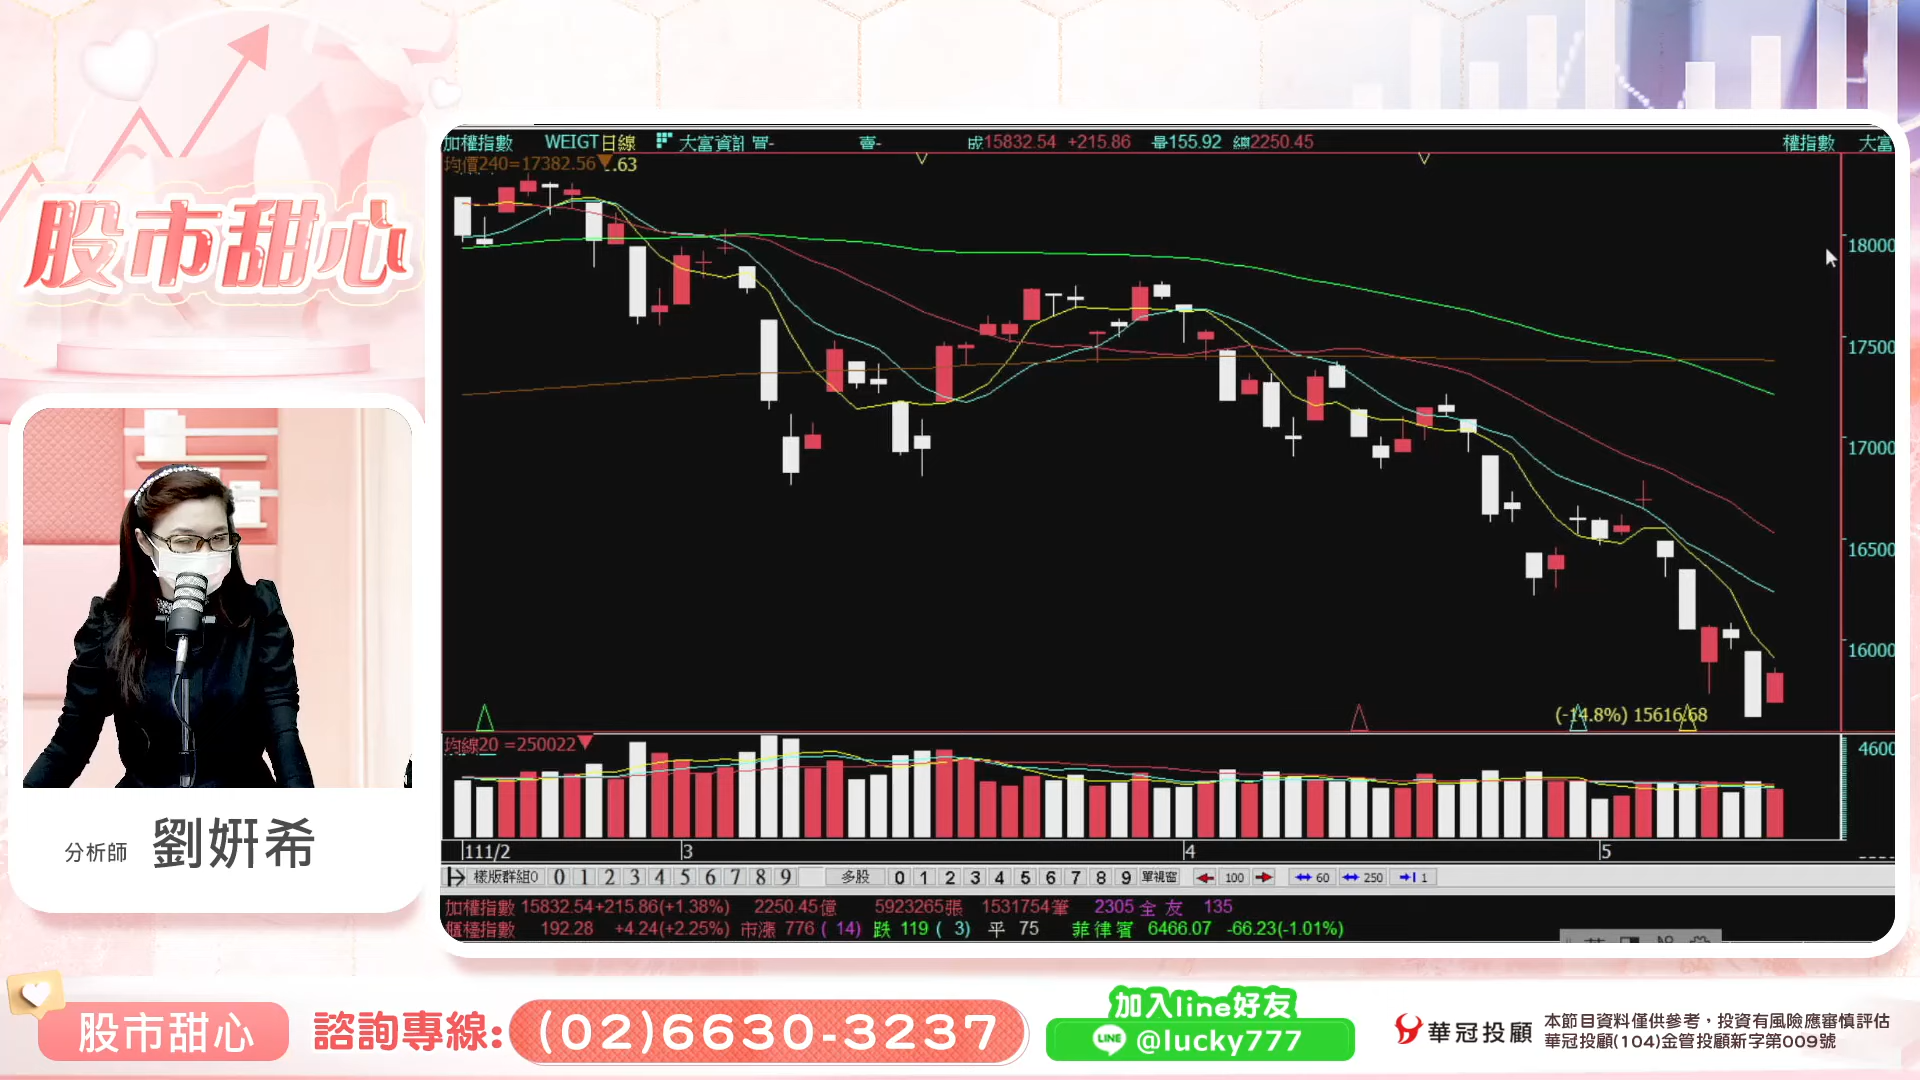 股市甜心
分析師 劉妍希
加權指數 WEIGT日線 大富資訊 買- 賣- 成15832.54 +215.86 量155.92 總2250.45 權指數 大富
均價240=17382.56 .63
18000
17500
17000
16500
16000
(-14.8%) 15616.68
均線20 =250022
4600
111/2 3 4 5
樣版群組0 0 1 2 3 4 5 6 7 8 9 多股 0 1 2 3 4 5 6 7 8 9 單視窗 100 60 250 1
加權指數 15832.54+215.86(+1.38%) 2250.45億 5923265張 1531754筆 2305 全友 135
櫃檯指數 192.28 +4.24(+2.25%) 市漲 776 ( 14) 跌 119 ( 3) 平 75 菲律賓 6466.07 -66.23(-1.01%)
股市甜心 諮詢專線: (02)6630-3237
加入line好友
LINE @lucky777
華冠投顧
本節目資料僅供參考，投資有風險應審慎評估
華冠投顧(104)金管投顧新字第009號